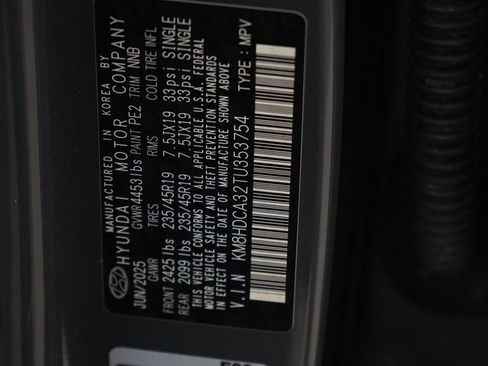 MANUFACTURED IN KOREA BY
HYUNDAI MOTOR COMPANY
JUN/2025 GVWR 4453lbs PAINT PE2 TRIM NNB
GAWR TIRES RIMS COLD TIRE INFL
FRONT 2425 lbs 235/45R19 7.5JX19 33psi SINGLE
REAR 2099 lbs 235/45R19 7.5JX19 33psi SINGLE
THIS VEHICLE CONFORMS TO ALL APPLICABLE U.S.A. FEDERAL
MOTOR VEHICLE SAFETY AND THEFT PREVENTION STANDARDS
IN EFFECT ON THE DATE OF MANUFACTURE SHOWN ABOVE
V.I.N KM8HDCA32TU353754 TYPE : MPV